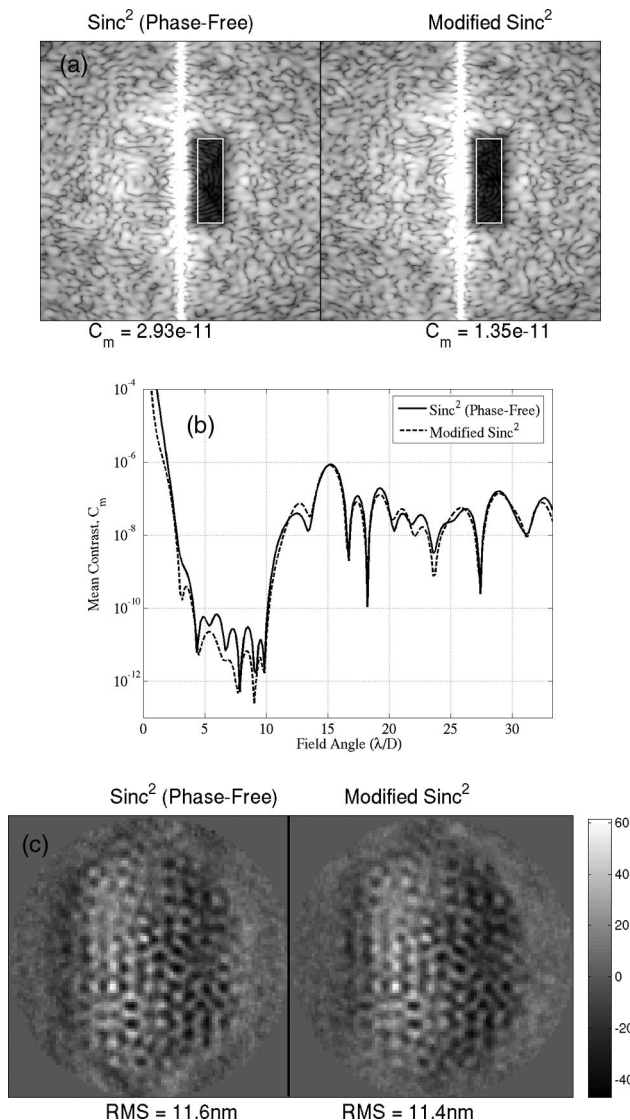 Sinc² (Phase-Free) Modified Sinc²
(a)
C_m = 2.93e-11 C_m = 1.35e-11
(b)
Sinc² (Phase-Free)
Modified Sinc²
Mean Contrast, C_m
10⁻⁴
10⁻⁶
10⁻⁸
10⁻¹⁰
10⁻¹²
0 5 10 15 20 25 30
Field Angle (λ/D)
Sinc² (Phase-Free) Modified Sinc²
(c)
60
40
20
0
-20
-40
RMS = 11.6nm RMS = 11.4nm